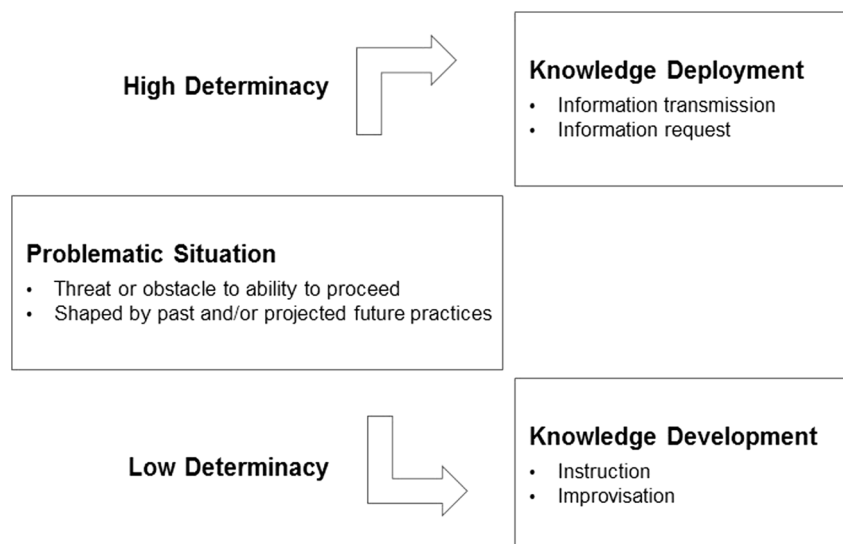 High Determinacy
Knowledge Deployment
• Information transmission
• Information request
Problematic Situation
• Threat or obstacle to ability to proceed
• Shaped by past and/or projected future practices
Low Determinacy
Knowledge Development
• Instruction
• Improvisation